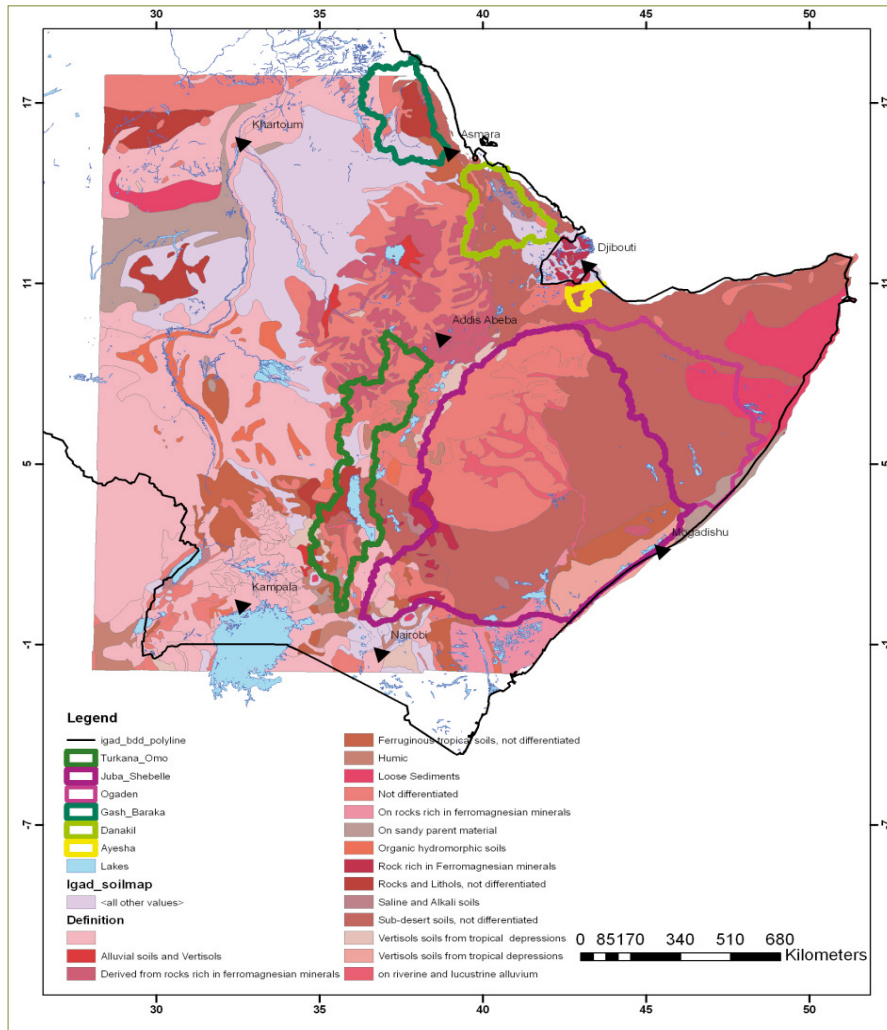 30 35 40 45 50
17 17
Khartoum
Asmara
Djibouti
11 11
Addis Abeba
5 5
Mogadishu
Kampala
Nairobi
-1 -1
Legend
igad_bdd_polyline
Turkana_Omo
Juba_Shebelle
Ogaden
Gash_Baraka
Danakil
Ayesha
Lakes
Igad_soilmap
<all other values>
Definition
Alluvial soils and Vertisols
Derived from rocks rich in ferromagnesian minerals
Ferruginous tropical soils, not differentiated
Humic
Loose Sediments
Not differentiated
On rocks rich in ferromagnesian minerals
On sandy parent material
Organic hydromorphic soils
Rock rich in Ferromagnesian minerals
Rocks and Lithols, not differentiated
Saline and Alkali soils
Sub-desert soils, not differentiated
Vertisols soils from tropical depressions
Vertisols soils from tropical depressions
on riverine and lucustrine alluvium
-7 -7
0 85 170 340 510 680
Kilometers
30 35 40 45 50